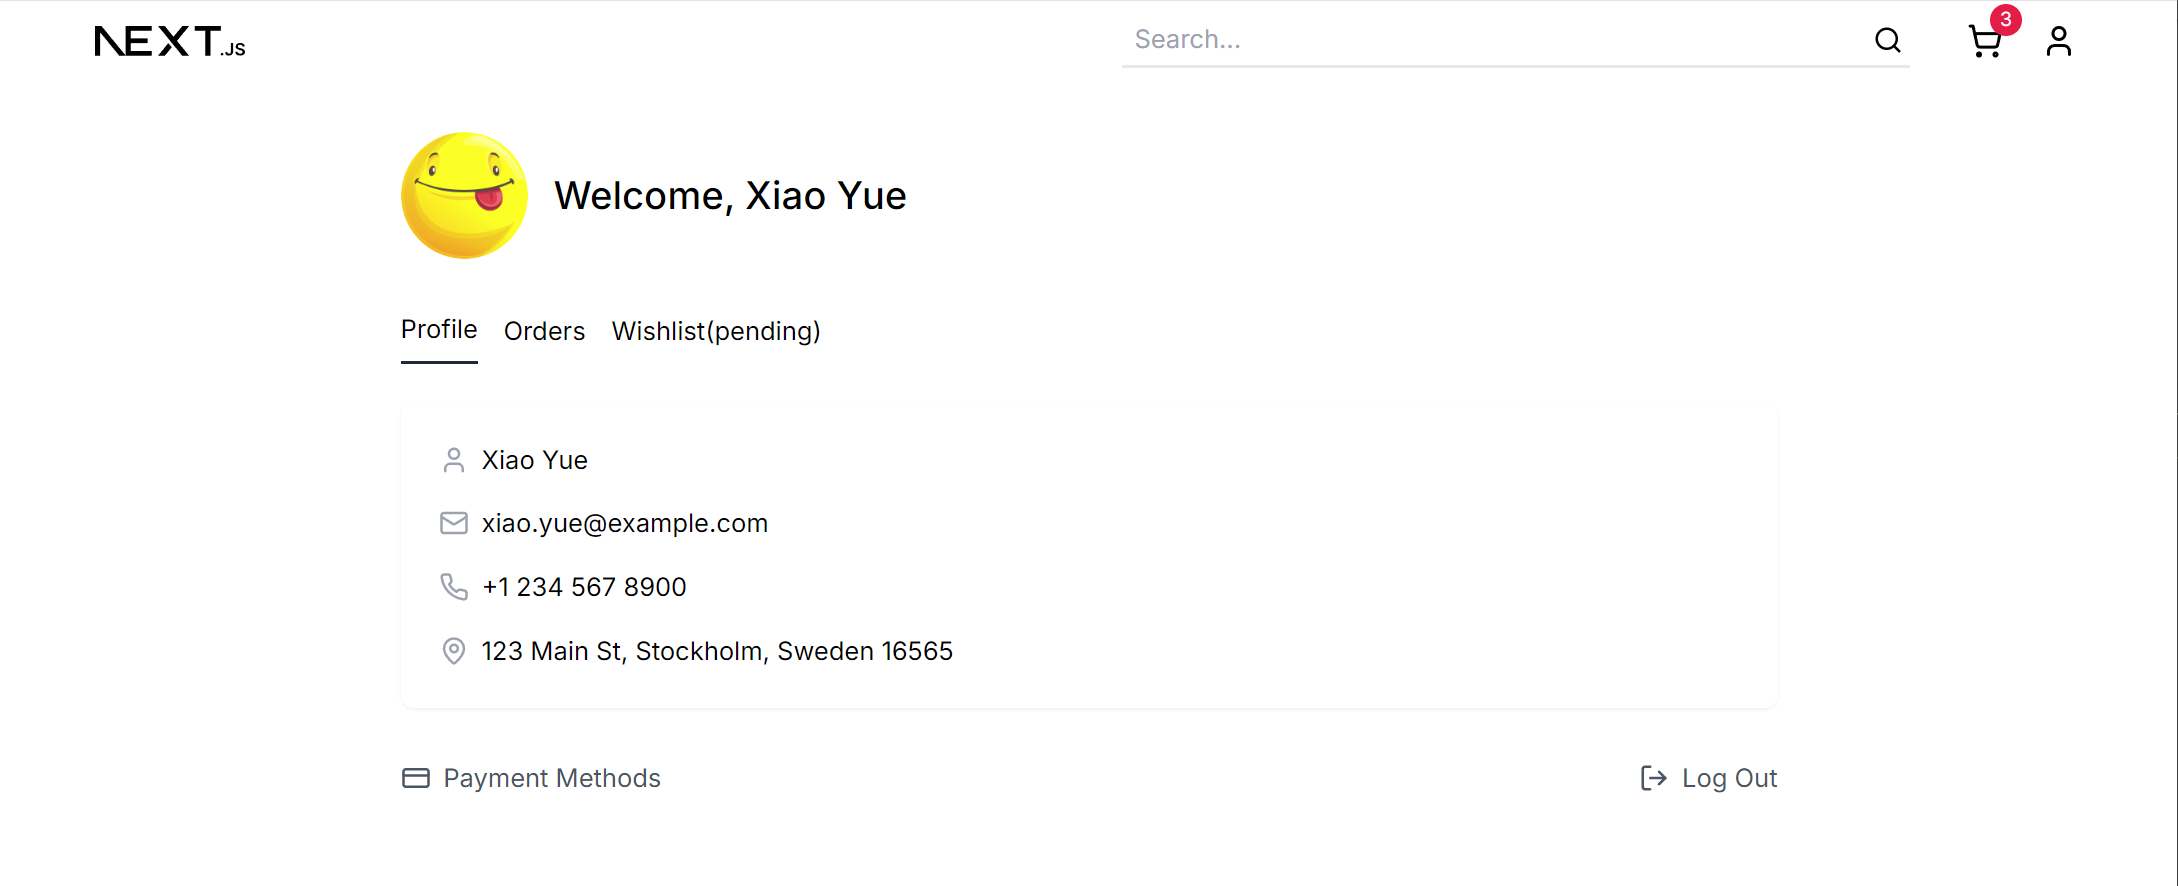 NEXT.JS
Search...
3
Welcome, Xiao Yue
Profile Orders Wishlist(pending)
Xiao Yue
xiao.yue@example.com
+1 234 567 8900
123 Main St, Stockholm, Sweden 16565
Payment Methods
Log Out